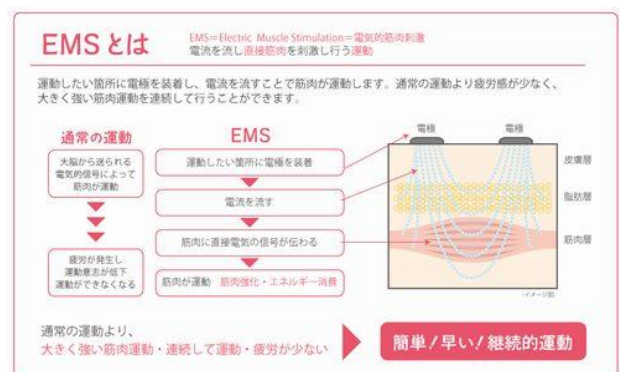 EMSとは
EMS=Electric Muscle Stimulation=電気的筋肉刺激
電流を流し直接筋肉を刺激し行う運動
運動したい箇所に電極を装着し、電流を流すことで筋肉が運動します。通常の運動より疲労感が少なく、
大きく強い筋肉運動を連続して行うことができます。
通常の運動
大脳から送られる
電気的信号によって
筋肉が運動
疲労が発生し
運動意志が低下
運動ができなくなる
EMS
運動したい箇所に電極を装着
電流を流す
筋肉に直接電気の信号が伝わる
筋肉が運動 筋肉強化・エネルギー消費
電極
電極
皮膚層
脂肪層
筋肉層
(イメージ図)
通常の運動より、
大きく強い筋肉運動・連続して運動・疲労が少ない
簡単!早い!継続的運動